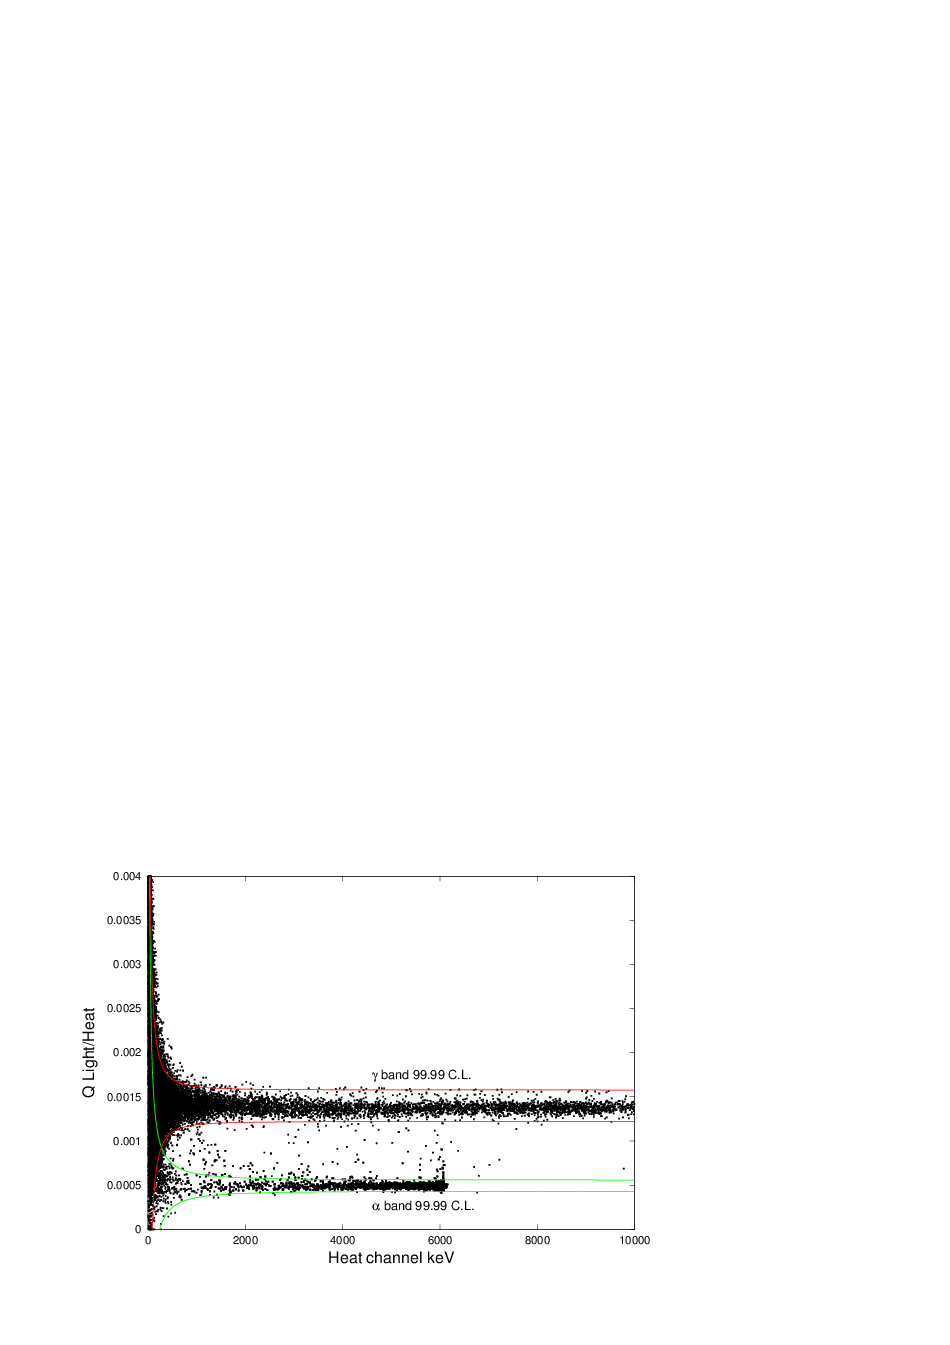 0.004
0.0035
0.003
0.0025
0.002
0.0015
0.001
0.0005
0
Q Light/Heat
γ band 99.99 C.L.
α band 99.99 C.L.
0 2000 4000 6000 8000 10000
Heat channel keV